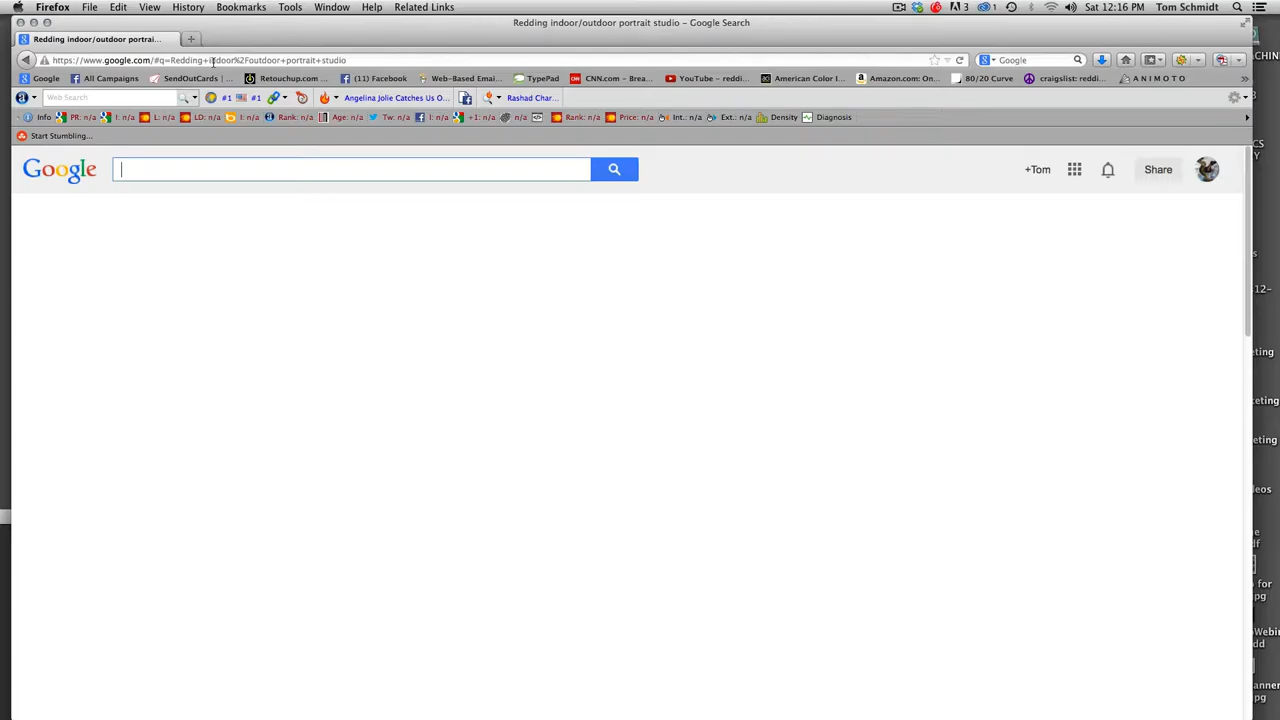 Firefox File Edit View History Bookmarks Tools Window Help Related Links 3 Sat 12:16 PM Tom Schmidt
Redding indoor/outdoor portrait studio - Google Search
Redding indoor/outdoor portrai...
https://www.google.com/#q=Redding+indoor%2Foutdoor+portrait+studio Google
Google All Campaigns SendOutCards | ... Retouchup.com ... (11) Facebook Web-Based Emai... TypePad CNN.com - Brea... YouTube - reddi... American Color I... Amazon.com: On... 80/20 Curve craigslist: reddi... A N I M O T O
Web Search #1 #1 Angelina Jolie Catches Us O... Rashad Char...
Info PR: n/a I: n/a L: n/a LD: n/a I: n/a Rank: n/a Age: n/a Tw: n/a I: n/a +1: n/a n/a Rank: n/a Price: n/a Int.: n/a Ext.: n/a Density Diagnosis
Start Stumbling...
Google +Tom Share